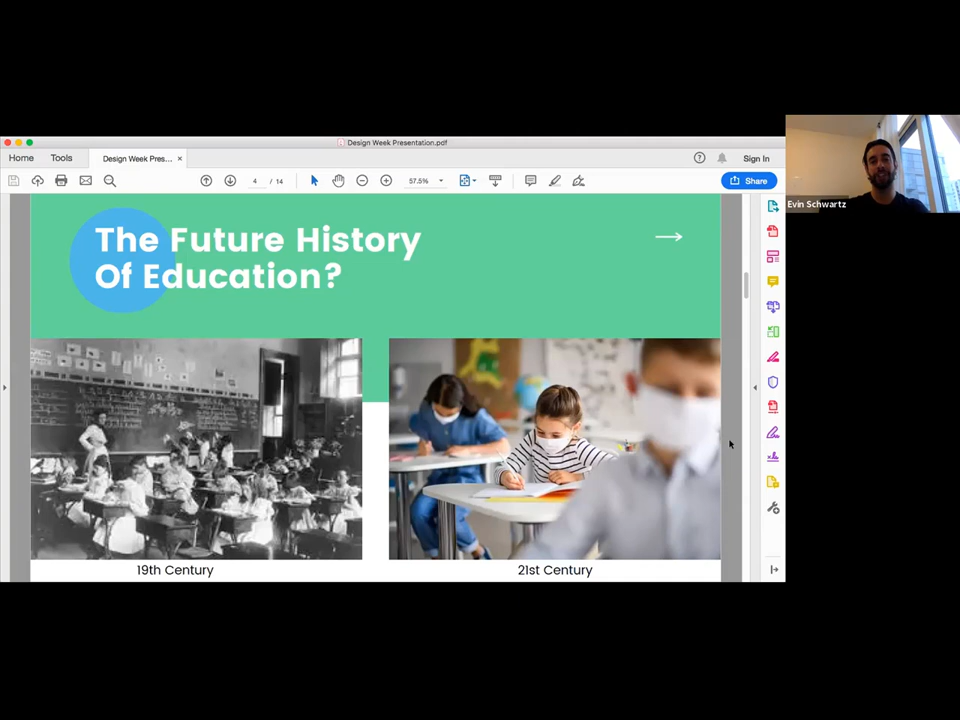 Design Week Presentation.pdf
Home
Tools
Design Week Pres...
×
Sign In
4 / 14
57.5%
Share
The Future History
Of Education?
19th Century
21st Century
Evin Schwartz